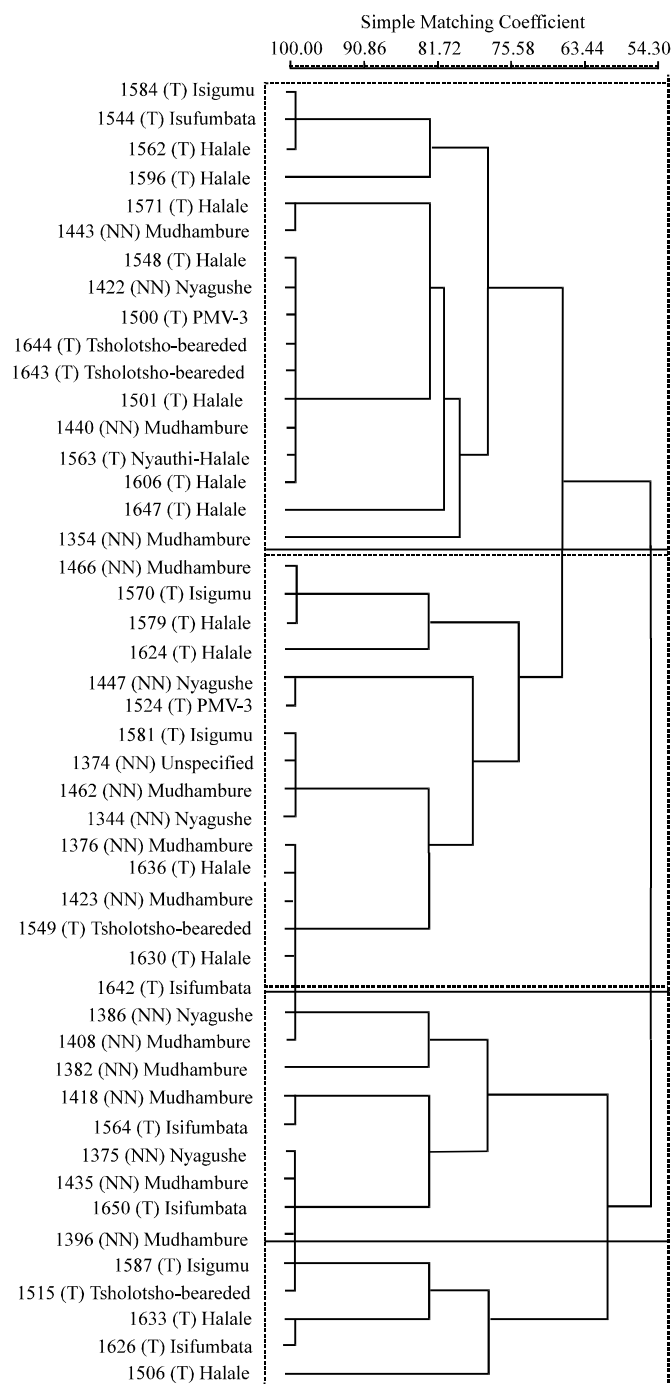 Simple Matching Coefficient
100.00 90.86 81.72 75.58 63.44 54.30
1584 (T) Isigumu
1544 (T) Isufumbata
1562 (T) Halale
1596 (T) Halale
1571 (T) Halale
1443 (NN) Mudhambure
1548 (T) Halale
1422 (NN) Nyagushe
1500 (T) PMV-3
1644 (T) Tsholotsho-beareded
1643 (T) Tsholotsho-beareded
1501 (T) Halale
1440 (NN) Mudhambure
1563 (T) Nyauthi-Halale
1606 (T) Halale
1647 (T) Halale
1354 (NN) Mudhambure
1466 (NN) Mudhambure
1570 (T) Isigumu
1579 (T) Halale
1624 (T) Halale
1447 (NN) Nyagushe
1524 (T) PMV-3
1581 (T) Isigumu
1374 (NN) Unspecified
1462 (NN) Mudhambure
1344 (NN) Nyagushe
1376 (NN) Mudhambure
1636 (T) Halale
1423 (NN) Mudhambure
1549 (T) Tsholotsho-beareded
1630 (T) Halale
1642 (T) Isifumbata
1386 (NN) Nyagushe
1408 (NN) Mudhambure
1382 (NN) Mudhambure
1418 (NN) Mudhambure
1564 (T) Isifumbata
1375 (NN) Nyagushe
1435 (NN) Mudhambure
1650 (T) Isifumbata
1396 (NN) Mudhambure
1587 (T) Isigumu
1515 (T) Tsholotsho-beareded
1633 (T) Halale
1626 (T) Isifumbata
1506 (T) Halale